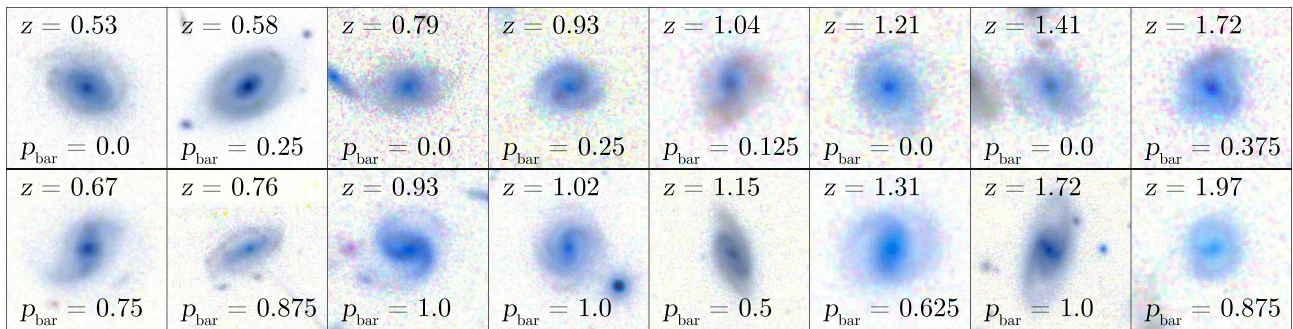 z = 0.53
p_bar = 0.0
z = 0.58
p_bar = 0.25
z = 0.79
p_bar = 0.0
z = 0.93
p_bar = 0.25
z = 1.04
p_bar = 0.125
z = 1.21
p_bar = 0.0
z = 1.41
p_bar = 0.0
z = 1.72
p_bar = 0.375
z = 0.67
p_bar = 0.75
z = 0.76
p_bar = 0.875
z = 0.93
p_bar = 1.0
z = 1.02
p_bar = 1.0
z = 1.15
p_bar = 0.5
z = 1.31
p_bar = 0.625
z = 1.72
p_bar = 1.0
z = 1.97
p_bar = 0.875